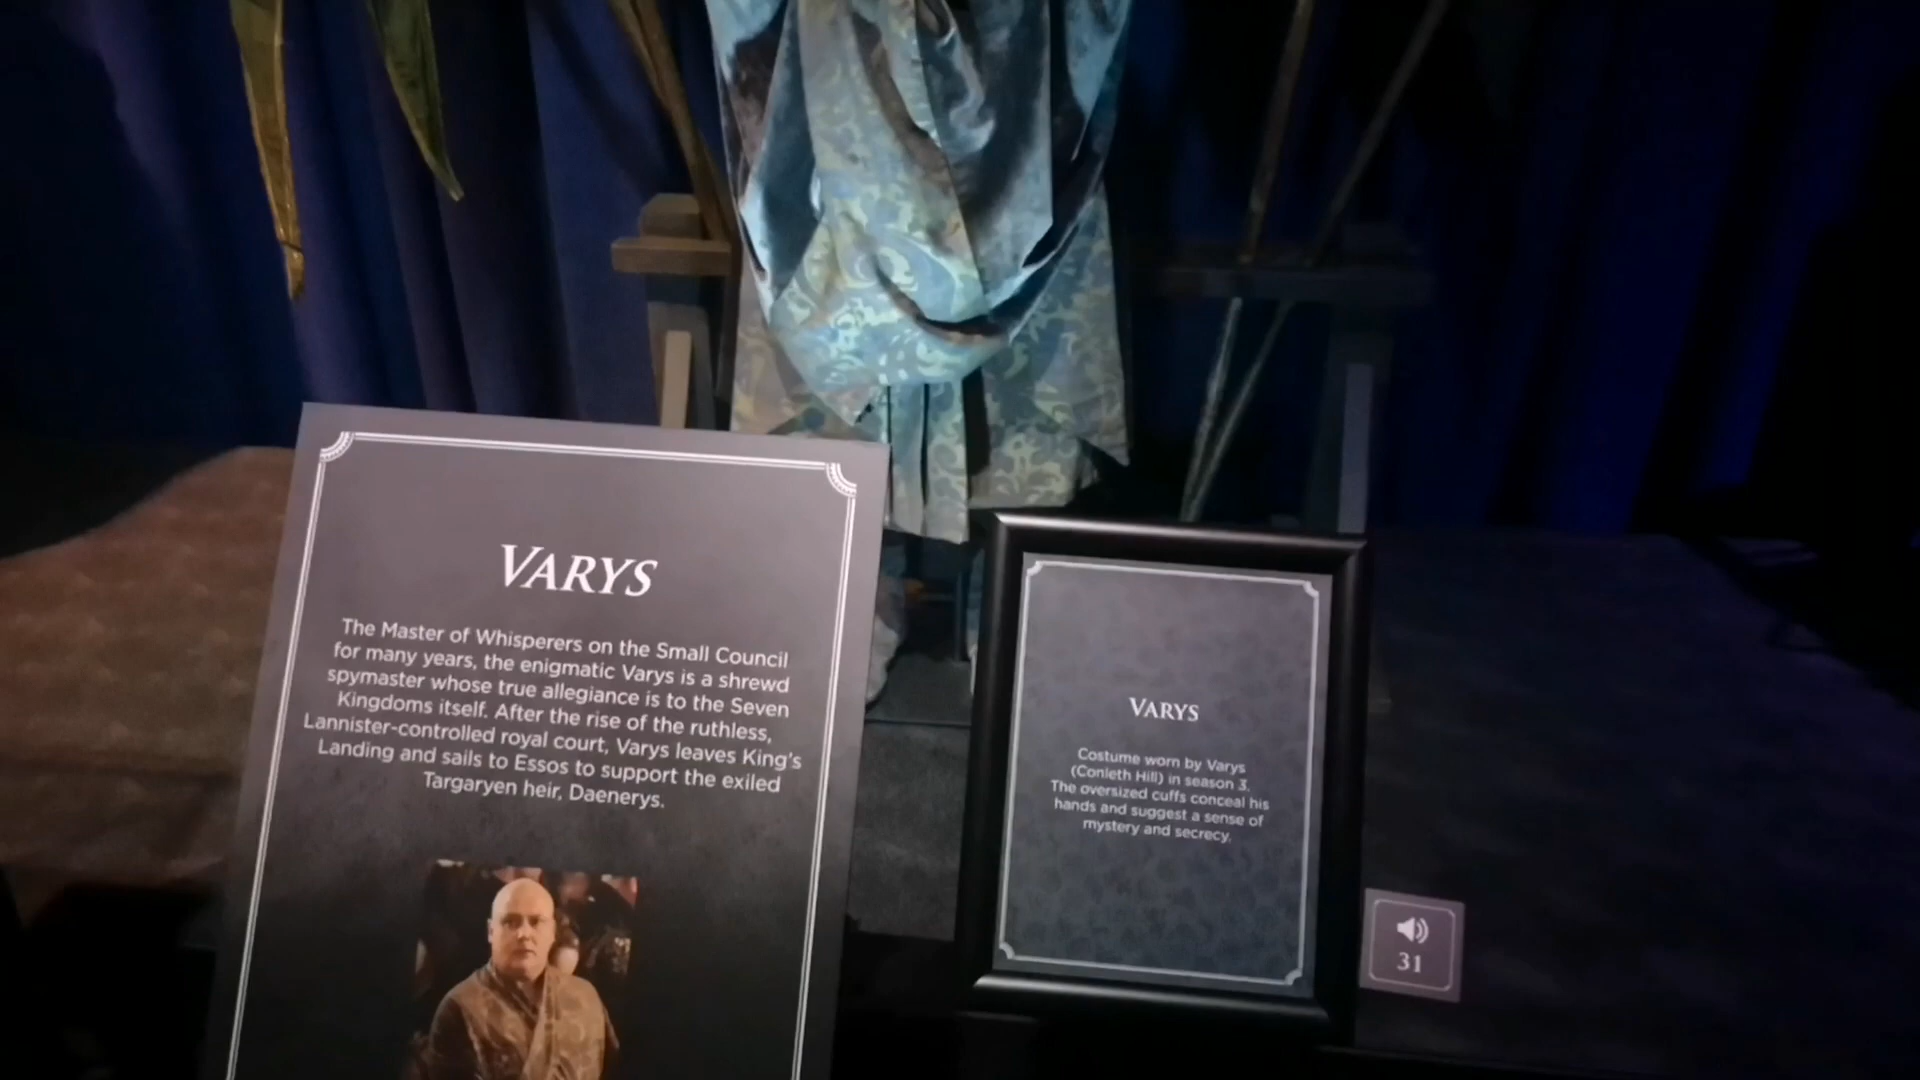 VARYS
The Master of Whisperers on the Small Council
for many years, the enigmatic Varys is a shrewd
spymaster whose true allegiance is to the Seven
Kingdoms itself. After the rise of the ruthless,
Lannister-controlled royal court, Varys leaves King's
Landing and sails to Essos to support the exiled
Targaryen heir, Daenerys.
VARYS
Costume worn by Varys
(Conleth Hill) in season 3.
The oversized cuffs conceal his
hands and suggest a sense of
mystery and secrecy.
31